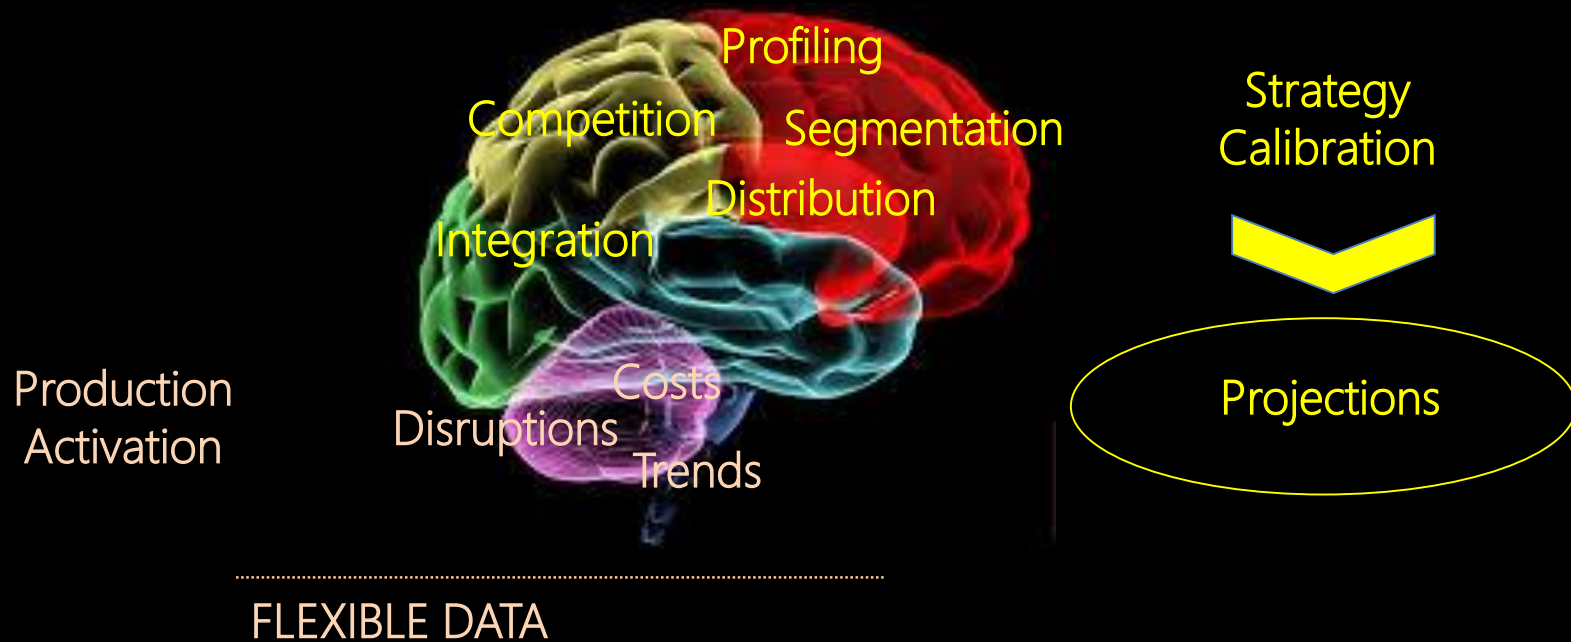 Profiling
Competition
Segmentation
Distribution
Integration
Strategy
Calibration
Projections
Production
Activation
Costs
Disruptions
Trends
FLEXIBLE DATA